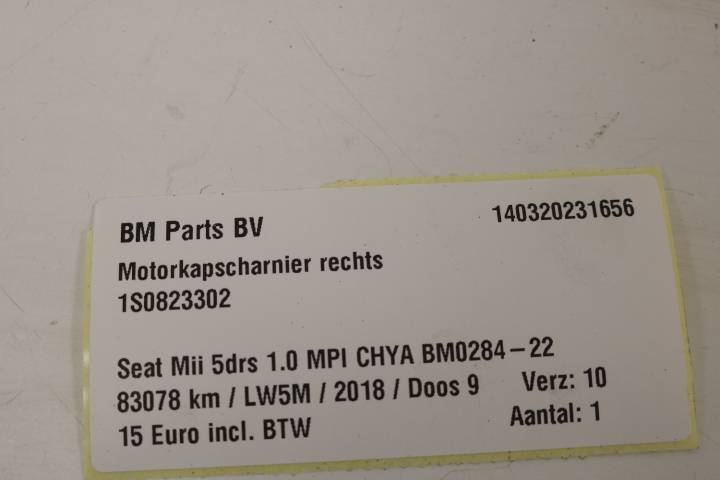 BM Parts BV 140320231656
Motorkapscharnier rechts
1S0823302
Seat Mii 5drs 1.0 MPI CHYA BM0284-22
83078 km / LW5M / 2018 / Doos 9 Verz: 10
15 Euro incl. BTW Aantal: 1